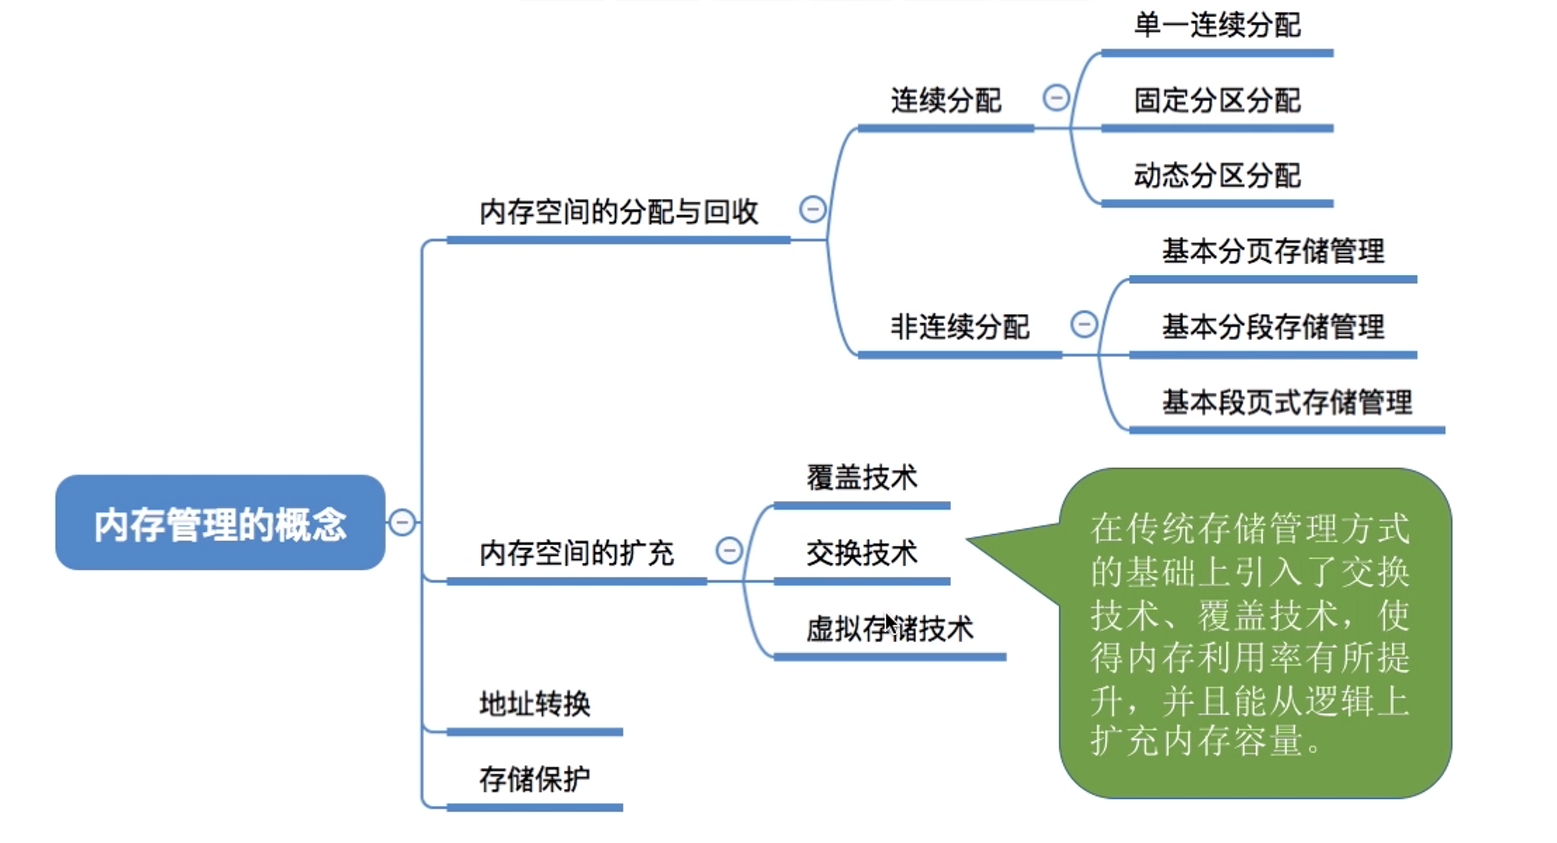 单一连续分配
连续分配
固定分区分配
动态分区分配
内存空间的分配与回收
基本分页存储管理
非连续分配
基本分段存储管理
基本段页式存储管理
内存管理的概念
覆盖技术
内存空间的扩充
交换技术
虚拟存储技术
地址转换
存储保护
在传统存储管理方式
的基础上引入了交换
技术、覆盖技术，使
得内存利用率有所提
升，并且能从逻辑上
扩充内存容量。